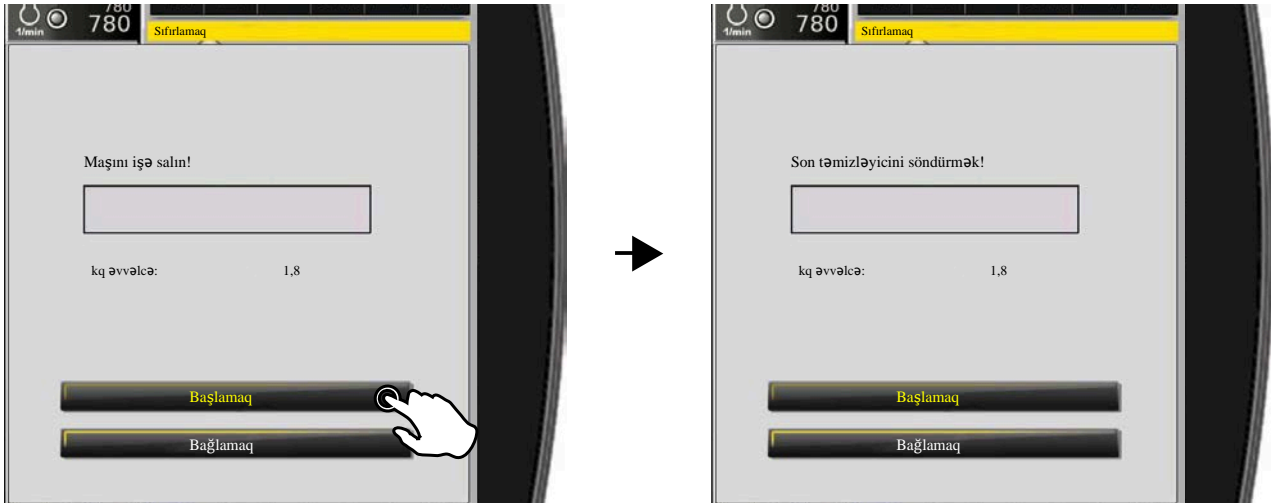 780
1/min 780
Sıfırlamaq
Maşını işə salın!
kq əvvəlcə: 1,8
Başlamaq
Bağlamaq
780
1/min 780
Sıfırlamaq
Son təmizləyicini söndürmək!
kq əvvəlcə: 1,8
Başlamaq
Bağlamaq